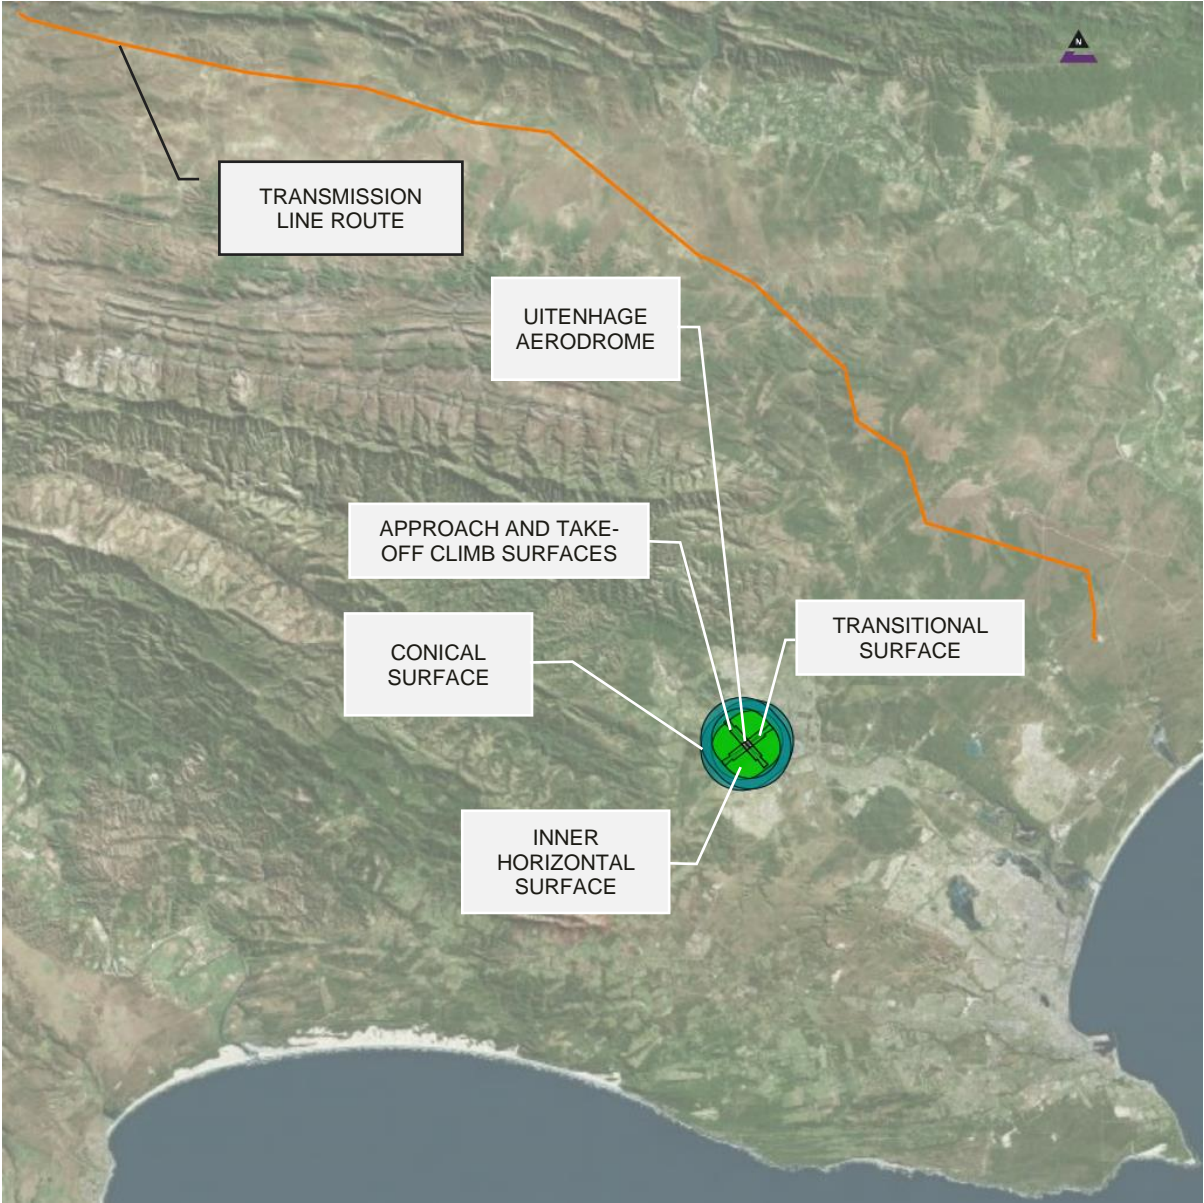 N
TRANSMISSION
LINE ROUTE
UITENHAGE
AERODROME
APPROACH AND TAKE-
OFF CLIMB SURFACES
TRANSITIONAL
SURFACE
CONICAL
SURFACE
INNER
HORIZONTAL
SURFACE